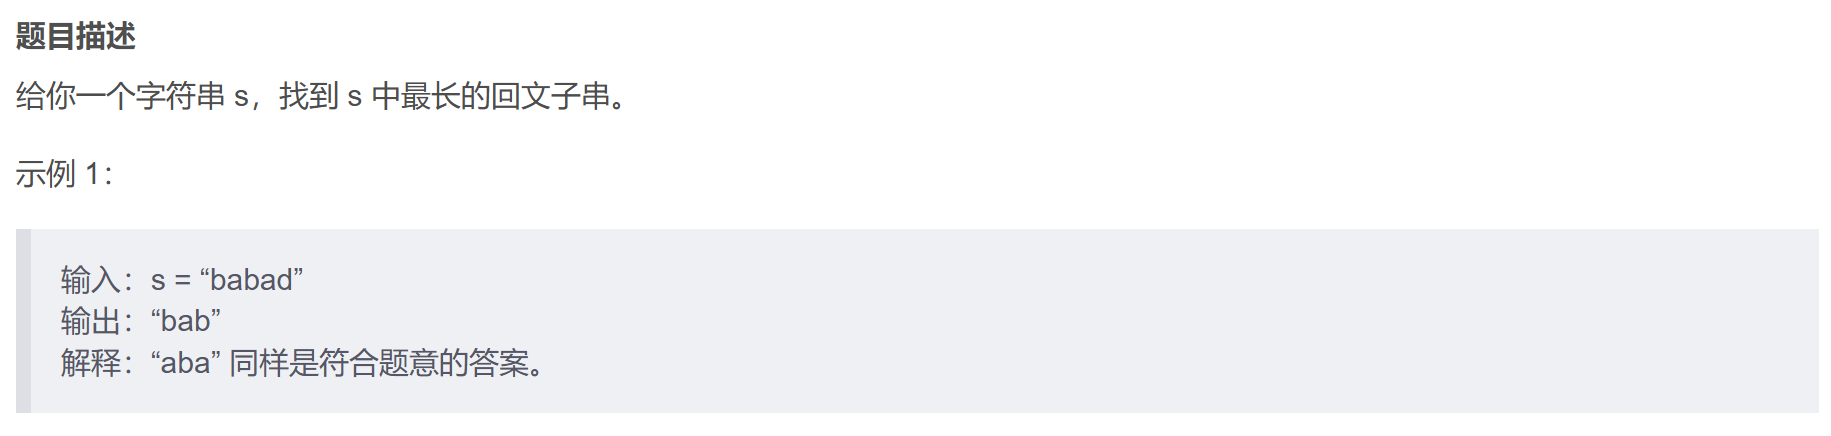 题目描述
给你一个字符串 s，找到 s 中最长的回文子串。
示例 1：
输入：s = “babad”
输出：“bab”
解释：“aba” 同样是符合题意的答案。